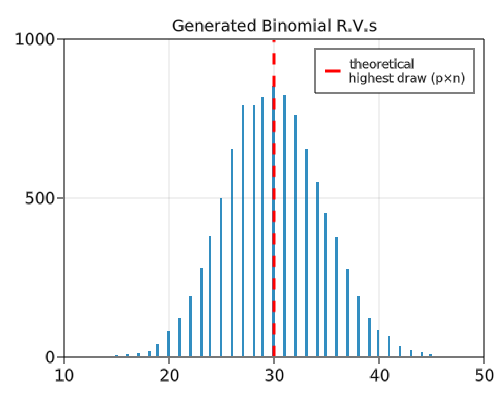 Generated Binomial R.V.s
1000
theoretical
highest draw (p×n)
500
0
10 20 30 40 50